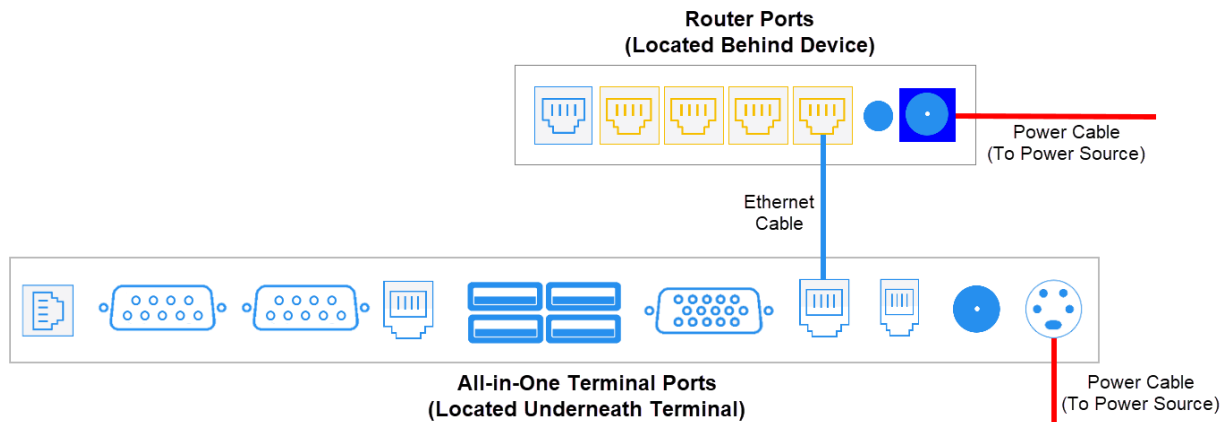 Router Ports
(Located Behind Device)
Power Cable
(To Power Source)
Ethernet
Cable
All-in-One Terminal Ports
(Located Underneath Terminal)
Power Cable
(To Power Source)